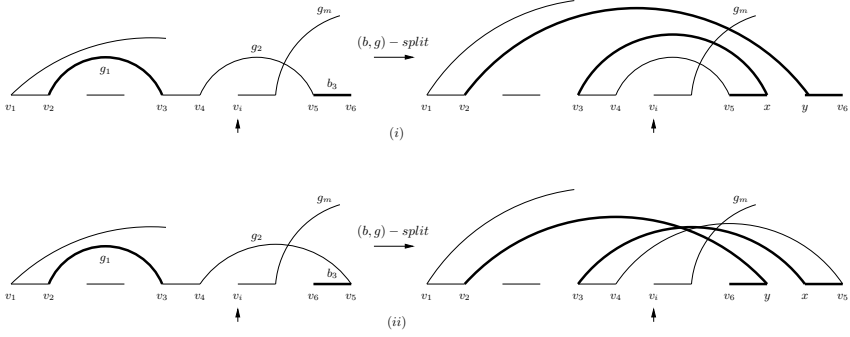 g_m g_m
g_1 g_2 (b, g) − split
b_3
v_1 v_2 v_3 v_4 v_i v_5 v_6 v_1 v_2 v_3 v_4 v_i v_5 x y v_6
(i)
g_m g_m
g_1 g_2 (b, g) − split
b_3
v_1 v_2 v_3 v_4 v_i v_6 v_5 v_1 v_2 v_3 v_4 v_i v_6 y x v_5
(ii)